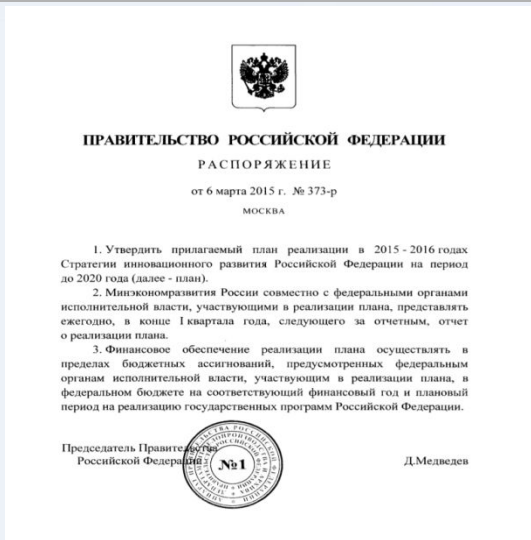 ПРАВИТЕЛЬСТВО РОССИЙСКОЙ ФЕДЕРАЦИИ
РАСПОРЯЖЕНИЕ
от 6 марта 2015 г. № 373-р
МОСКВА
1. Утвердить прилагаемый план реализации в 2015 - 2016 годах
Стратегии инновационного развития Российской Федерации на период
до 2020 года (далее - план).
2. Минэкономразвития России совместно с федеральными органами
исполнительной власти, участвующими в реализации плана, представлять
ежегодно, в конце I квартала года, следующего за отчетным, отчет
о реализации плана.
3. Финансовое обеспечение реализации плана осуществлять в
пределах бюджетных ассигнований, предусмотренных федеральным
органам исполнительной власти, участвующим в реализации плана, в
федеральном бюджете на соответствующий финансовый год и плановый
период на реализацию государственных программ Российской Федерации.
Председатель Правительства
Российской Федерации
№1
Д.Медведев